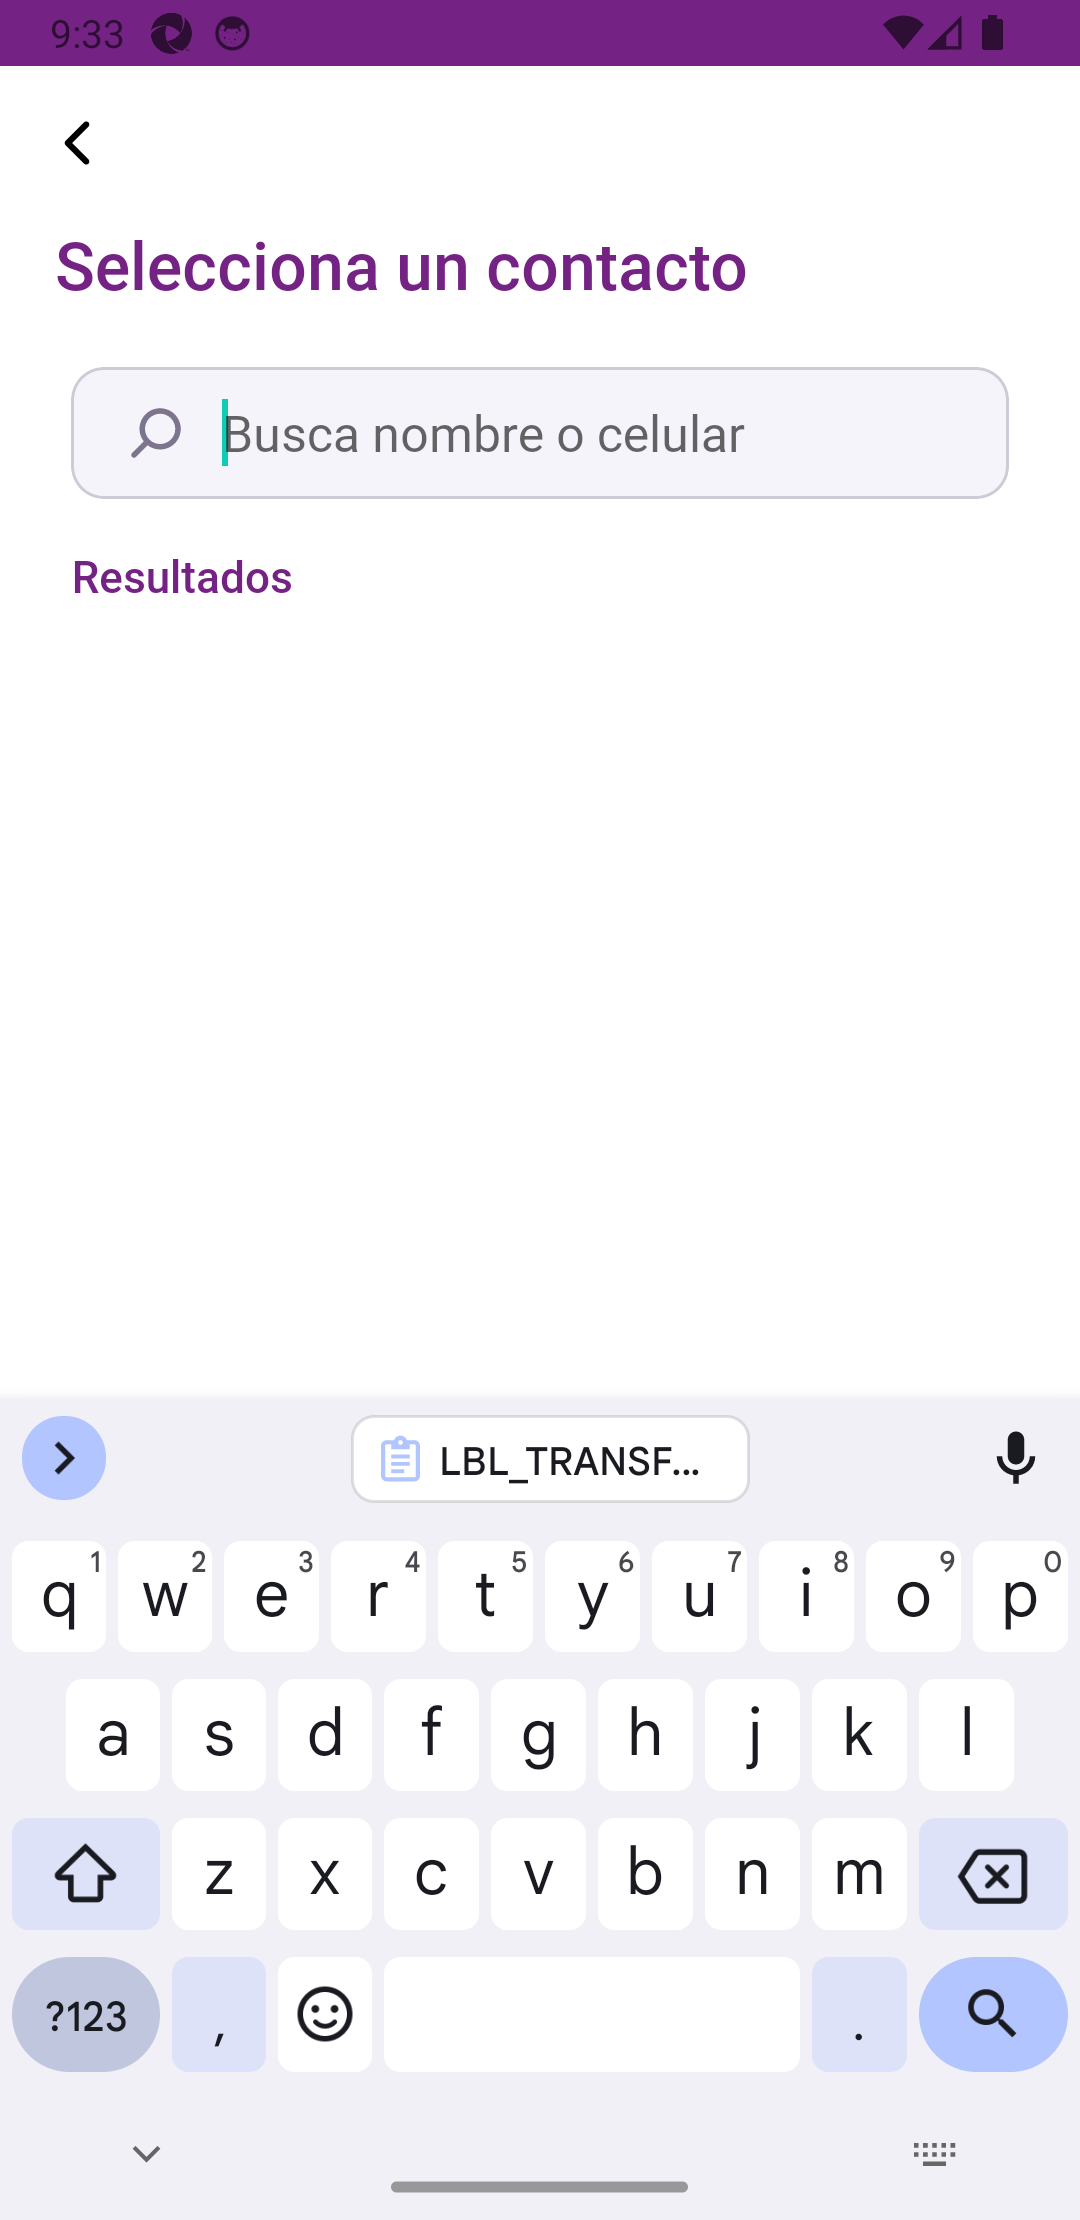 9:33
Selecciona un contacto
Busca nombre o celular
Resultados
LBL_TRANSF...
q 1 w 2 e 3 r 4 t 5 y 6 u 7 i 8 o 9 p 0
a s d f g h j k l
z x c v b n m
?123 , .